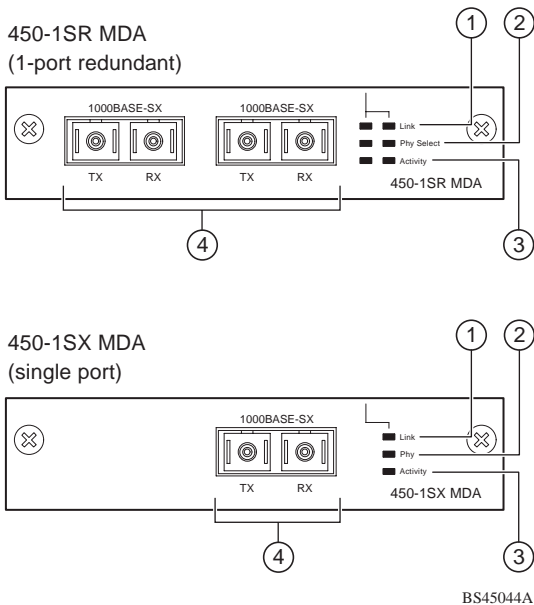 450-1SR MDA
(1-port redundant)
1 2
1000BASE-SX 1000BASE-SX
Link
Phy Select
Activity
TX RX TX RX
450-1SR MDA
4 3
450-1SX MDA
(single port)
1 2
1000BASE-SX
Link
Phy
Activity
TX RX
450-1SX MDA
4 3
BS45044A